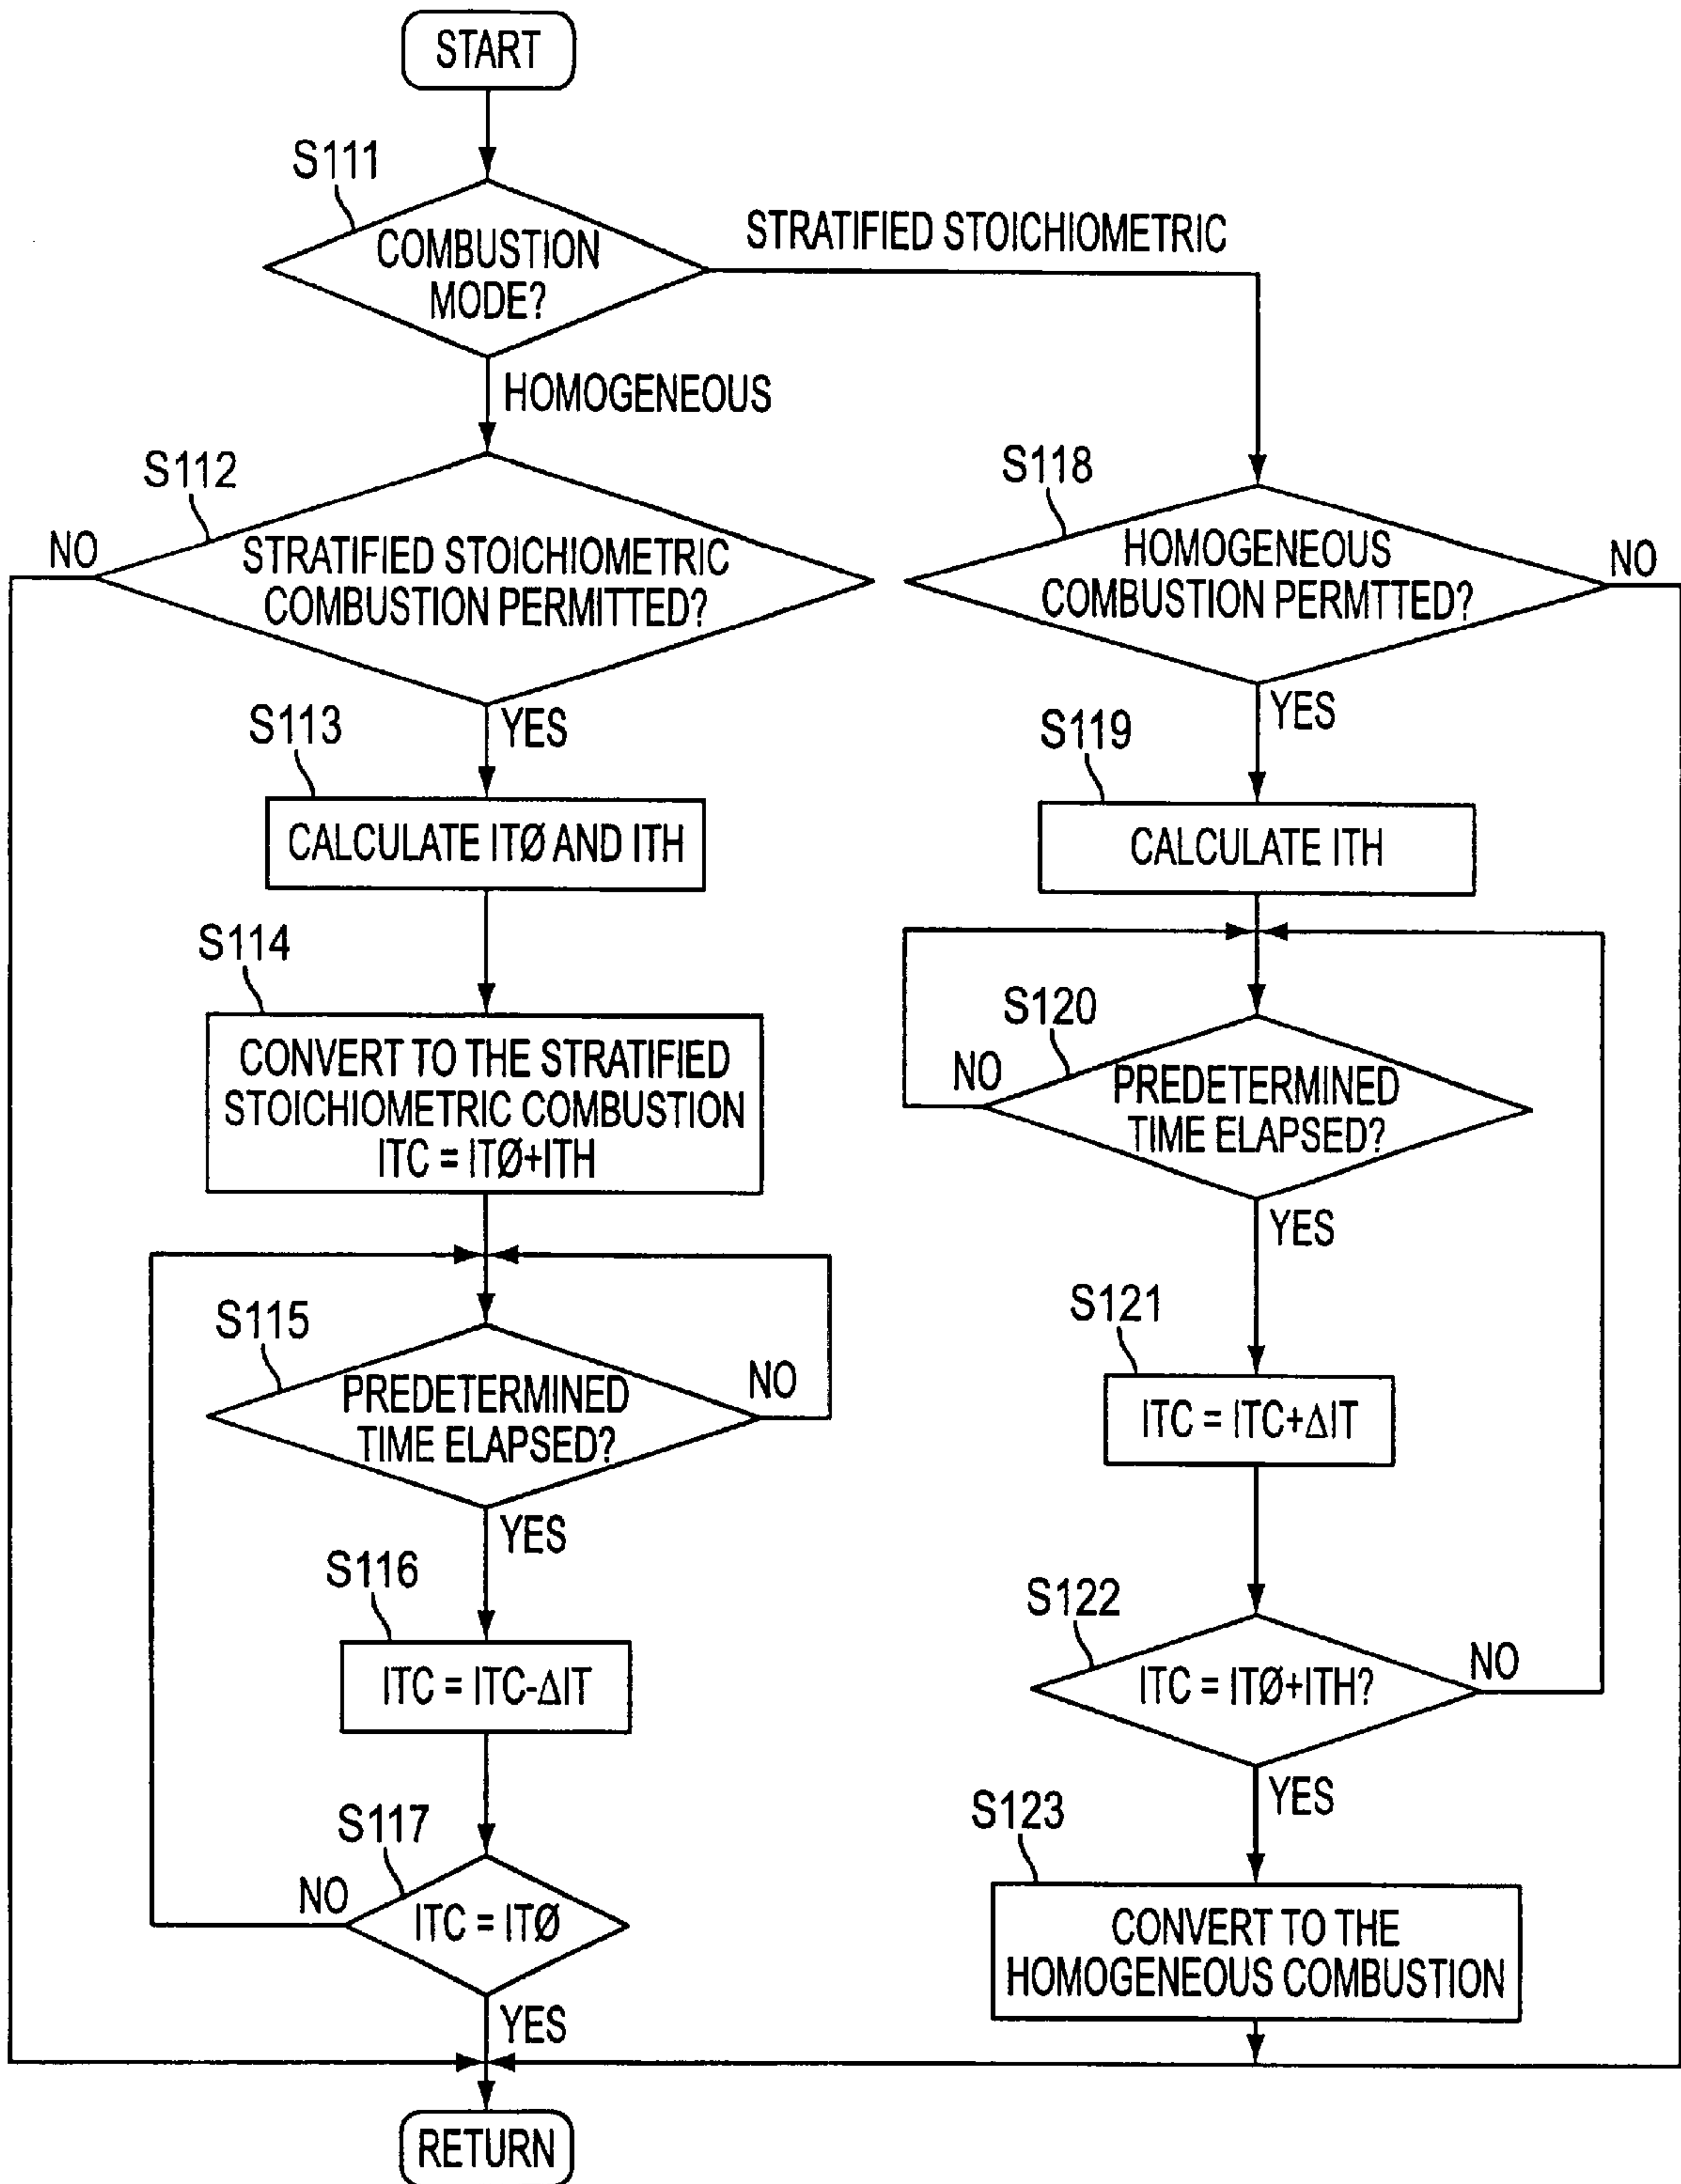 START
S111
COMBUSTION
MODE?
STRATIFIED STOICHIOMETRIC
HOMOGENEOUS
S112
NO
STRATIFIED STOICHIOMETRIC
COMBUSTION PERMITTED?
YES
S113
CALCULATE ITØ AND ITH
S114
CONVERT TO THE STRATIFIED
STOICHIOMETRIC COMBUSTION
ITC = ITØ+ITH
S115
PREDETERMINED
TIME ELAPSED?
NO
YES
S116
ITC = ITC-ΔIT
S117
NO
ITC = ITØ
YES
S118
HOMOGENEOUS
COMBUSTION PERMTTED?
NO
YES
S119
CALCULATE ITH
S120
NO
PREDETERMINED
TIME ELAPSED?
YES
S121
ITC = ITC+ΔIT
S122
ITC = ITØ+ITH?
NO
YES
S123
CONVERT TO THE
HOMOGENEOUS COMBUSTION
RETURN